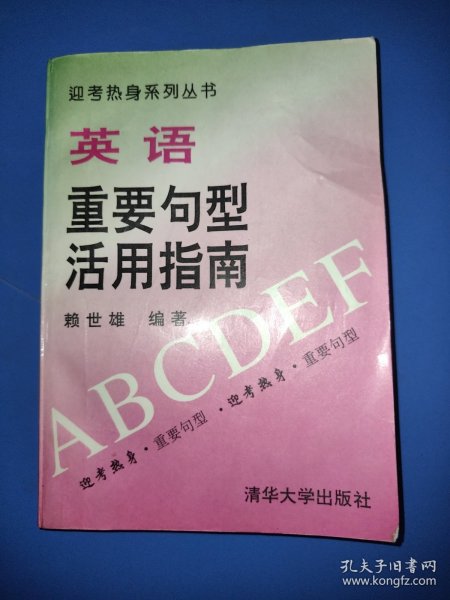 迎考热身系列丛书
英语
重要句型
活用指南
赖世雄 编著
ABCDEF
迎考热身·重要句型·迎考热身·重要句型
清华大学出版社
孔夫子旧书网
www.kongfz.com